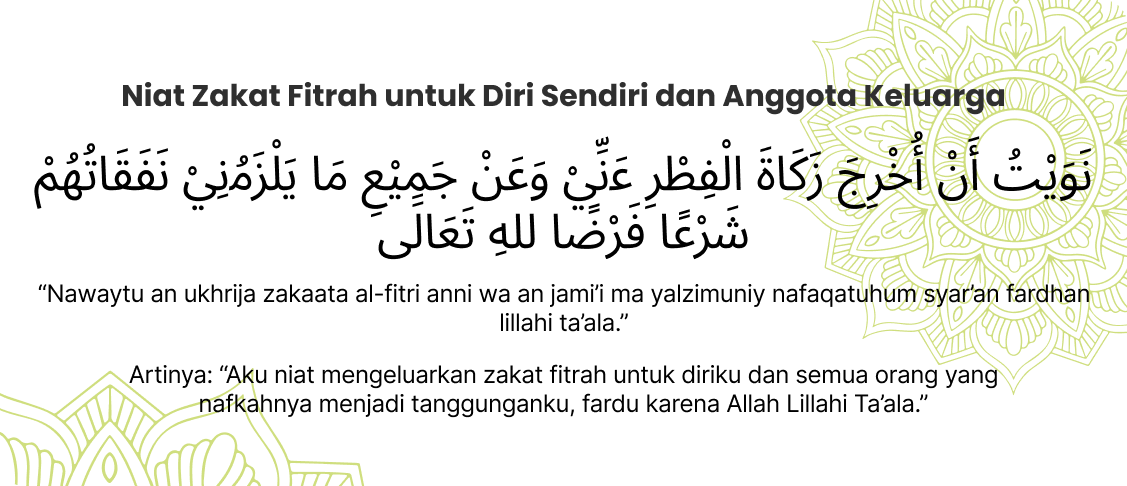 Niat Zakat Fitrah untuk Diri Sendiri dan Anggota Keluarga
نَوَيْتُ أَنْ أُخْرِجَ زَكَاةَ الْفِطْرِ عَنِّيْ وَعَنْ جَمِيْعِ مَا يَلْزَمُنِيْ نَفَقَاتُهُمْ
شَرْعًا فَرْضًا للهِ تَعَالَى
“Nawaytu an ukhrija zakaata al-fitri anni wa an jami’i ma yalzimuniy nafaqatuhum syar’an fardhan
lillahi ta’ala.”
Artinya: “Aku niat mengeluarkan zakat fitrah untuk diriku dan semua orang yang
nafkahnya menjadi tanggunganku, fardu karena Allah Lillahi Ta’ala.”